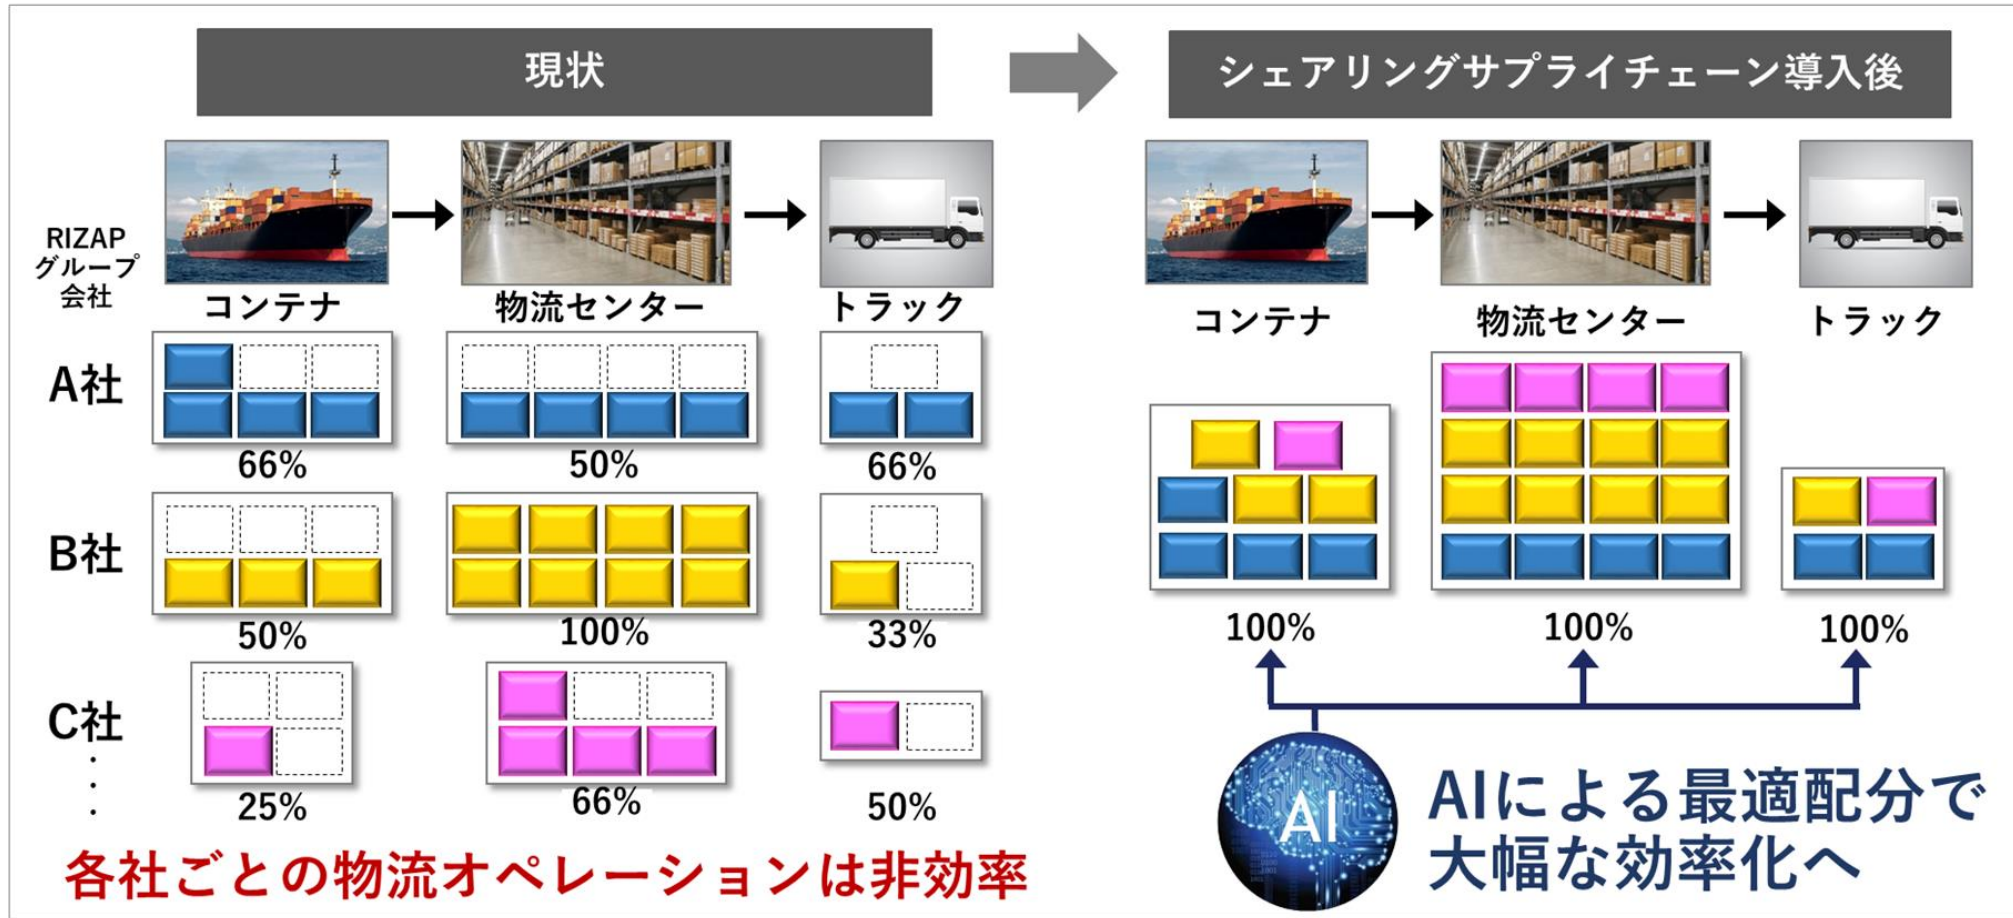 現状
シェアリングサプライチェーン導入後
RIZAP
グループ
会社
コンテナ
物流センター
トラック
コンテナ
物流センター
トラック
A社
66%
50%
66%
B社
50%
100%
33%
C社
25%
66%
50%
100%
100%
100%
各社ごとの物流オペレーションは非効率
AI
AIによる最適配分で
大幅な効率化へ